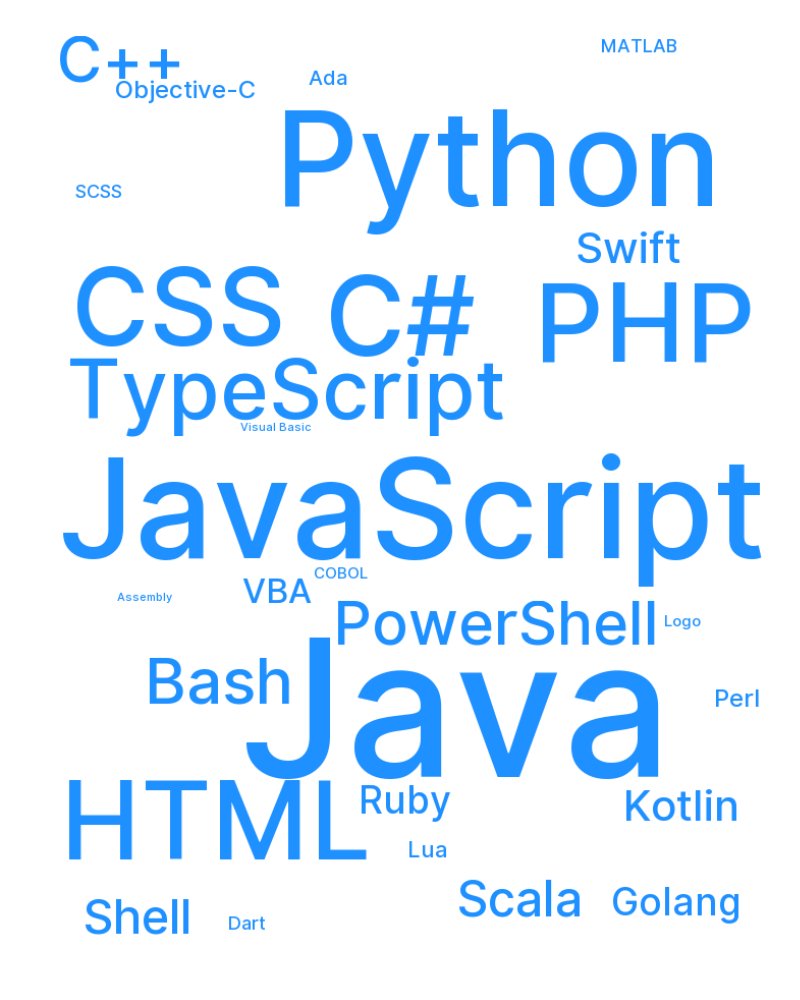 C++
MATLAB
Ada
Objective-C
Python
SCSS
Swift
CSS
C#
PHP
TypeScript
Visual Basic
JavaScript
COBOL
VBA
Assembly
PowerShell
Logo
Bash
Java
Perl
HTML
Ruby
Kotlin
Lua
Scala
Golang
Shell
Dart